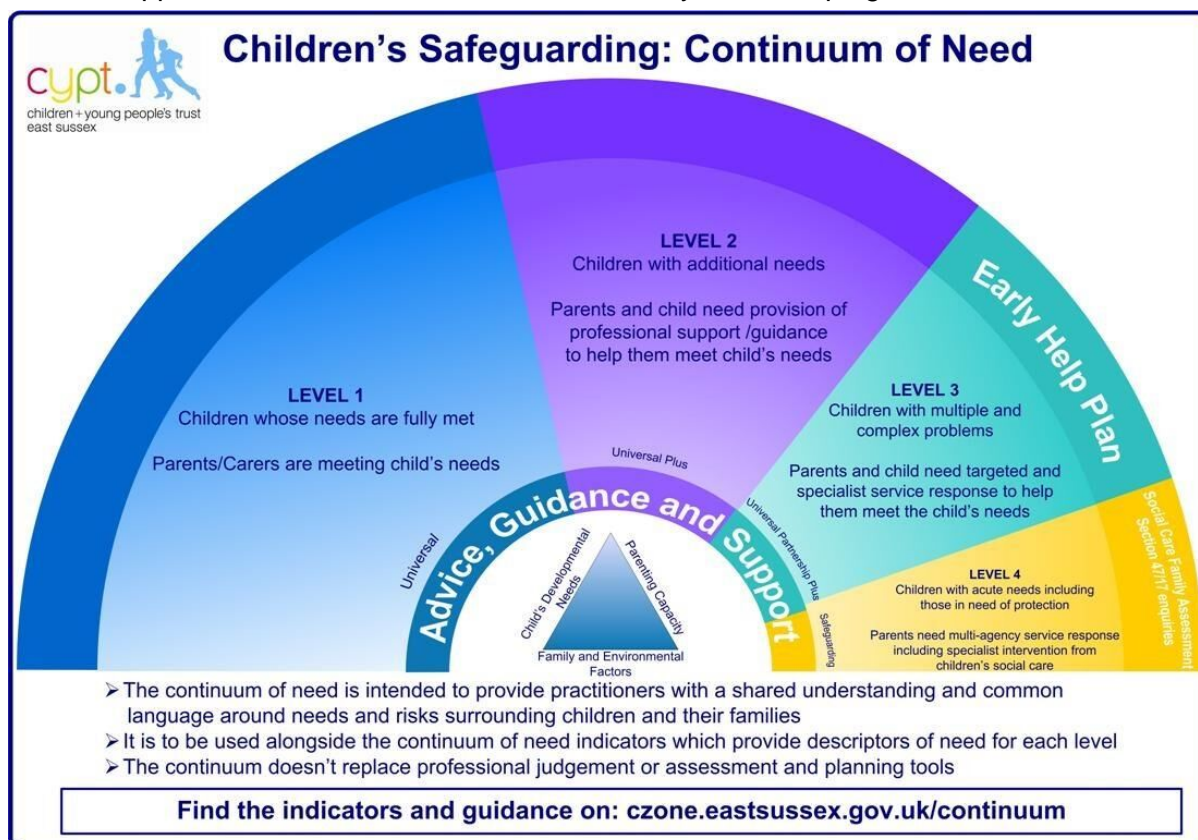 Children's Safeguarding: Continuum of Need
cypt.
children + young people's trust
east sussex
LEVEL 1
Children whose needs are fully met
Parents/Carers are meeting child's needs
LEVEL 2
Children with additional needs
Parents and child need provision of
professional support /guidance
to help them meet child's needs
Early Help Plan
LEVEL 3
Children with multiple and
complex problems
Parents and child need targeted and
specialist service response to help
them meet the child's needs
Social Care Family Assessment
Section 47/17 enquiries
LEVEL 4
Children with acute needs including
those in need of protection
Parents need multi-agency service response
including specialist intervention from
children's social care
Universal
Universal Plus
Universal Partnership Plus
Safeguarding
Advice, Guidance and Support
Child's Developmental
Needs
Parenting Capacity
Family and Environmental
Factors
➤ The continuum of need is intended to provide practitioners with a shared understanding and common
language around needs and risks surrounding children and their families
➤ It is to be used alongside the continuum of need indicators which provide descriptors of need for each level
➤ The continuum doesn't replace professional judgement or assessment and planning tools
Find the indicators and guidance on: czone.eastsussex.gov.uk/continuum